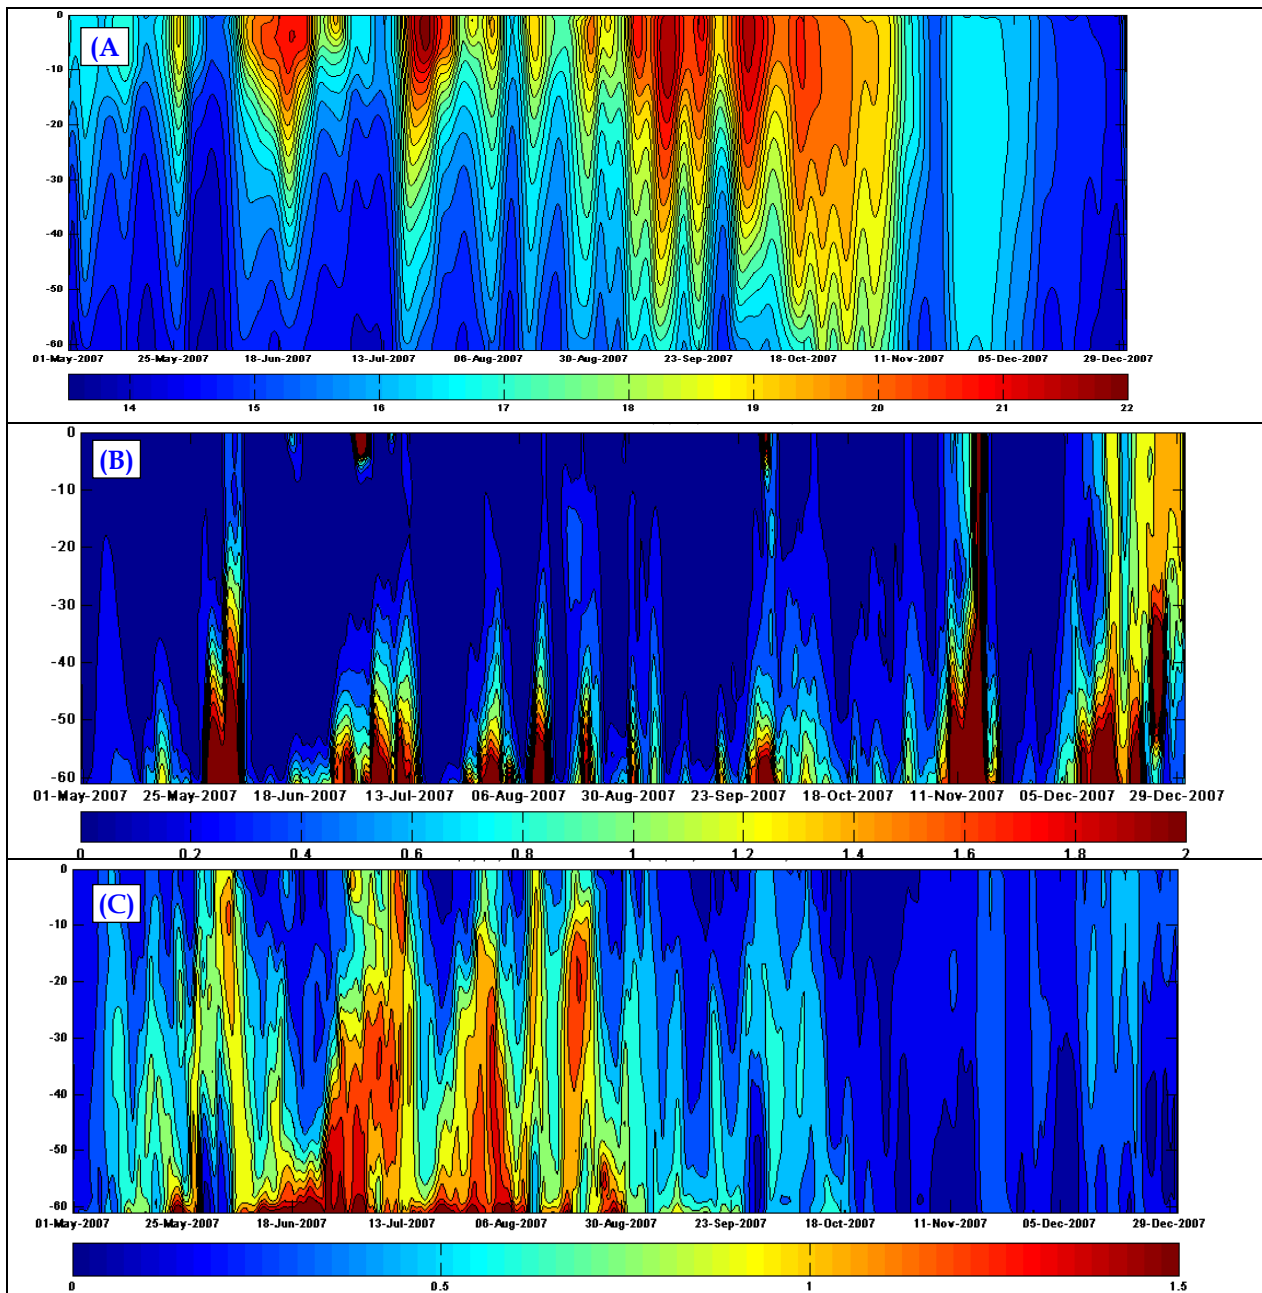 0
(A
-10
-20
-30
-40
-50
-60
01-May-2007 25-May-2007 18-Jun-2007 13-Jul-2007 06-Aug-2007 30-Aug-2007 23-Sep-2007 18-Oct-2007 11-Nov-2007 05-Dec-2007 29-Dec-2007
14 15 16 17 18 19 20 21 22
0
(B)
-10
-20
-30
-40
-50
-60
01-May-2007 25-May-2007 18-Jun-2007 13-Jul-2007 06-Aug-2007 30-Aug-2007 23-Sep-2007 18-Oct-2007 11-Nov-2007 05-Dec-2007 29-Dec-2007
0 0.2 0.4 0.6 0.8 1 1.2 1.4 1.6 1.8 2
0
(C)
-10
-20
-30
-40
-50
-60
01-May-2007 25-May-2007 18-Jun-2007 13-Jul-2007 06-Aug-2007 30-Aug-2007 23-Sep-2007 18-Oct-2007 11-Nov-2007 05-Dec-2007 29-Dec-2007
0 0.5 1 1.5